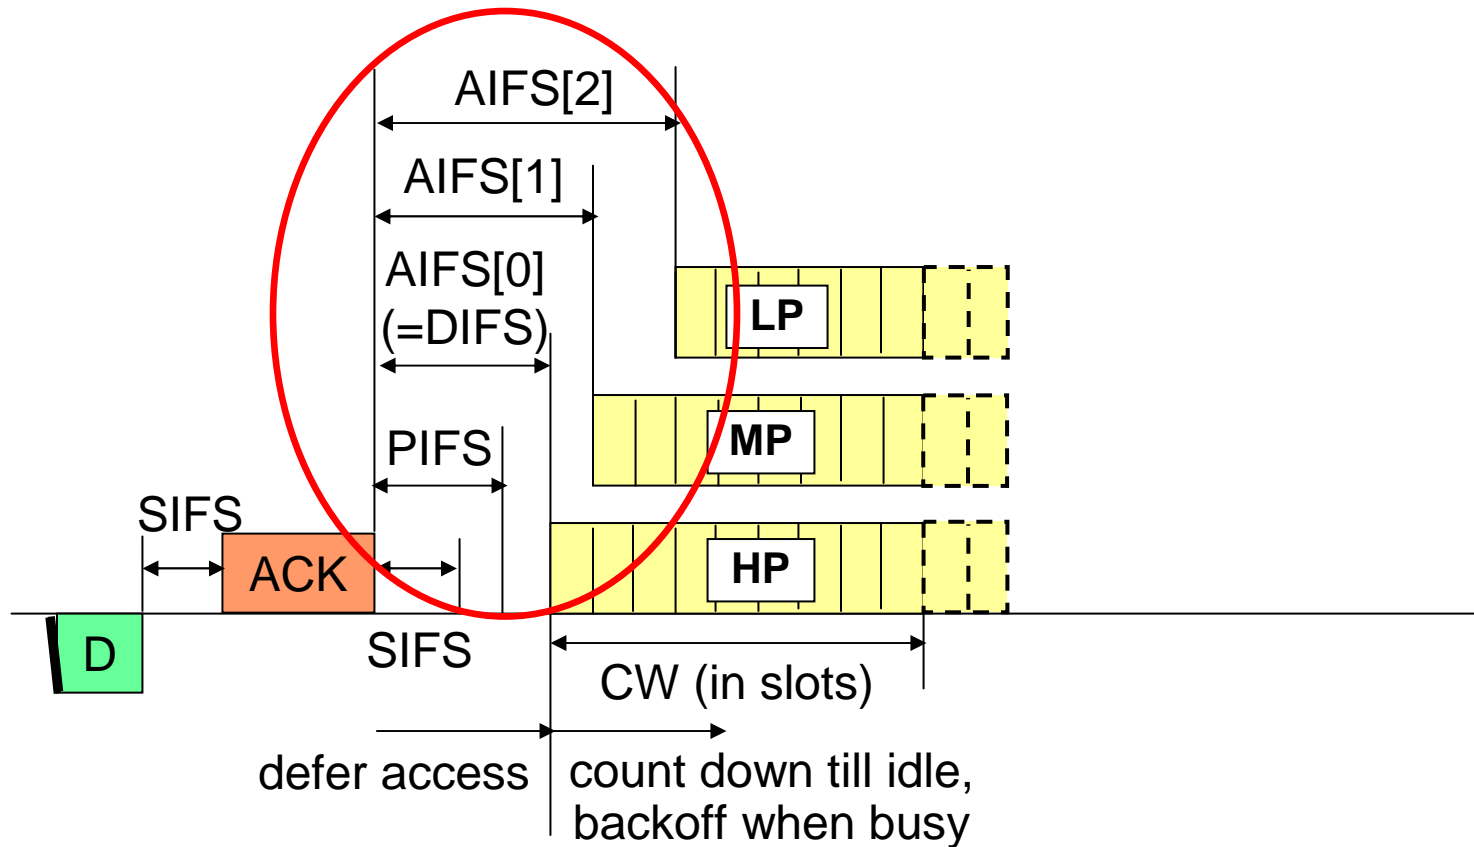 AIFS[2]
AIFS[1]
AIFS[0]
(=DIFS)
LP
MP
PIFS
SIFS
ACK
HP
D
SIFS
CW (in slots)
defer access
count down till idle,
backoff when busy